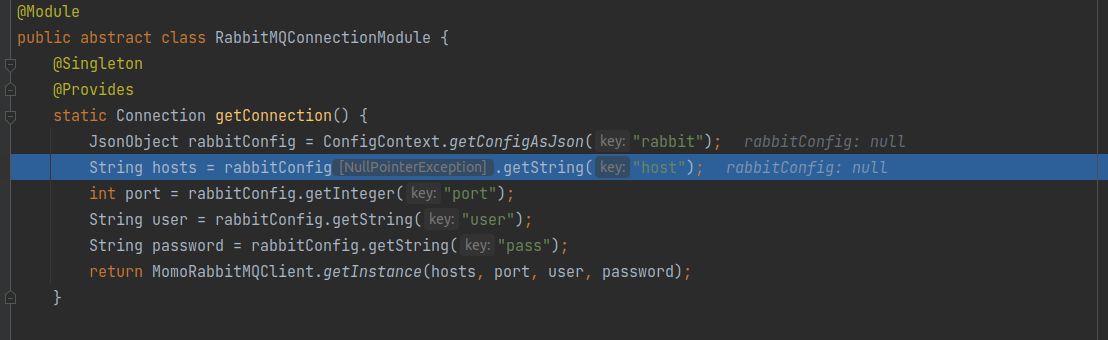 @Module
public abstract class RabbitMQConnectionModule {
@Singleton
@Provides
static Connection getConnection() {
JsonObject rabbitConfig = ConfigContext.getConfigAsJson( key: "rabbit"); rabbitConfig: null
String hosts = rabbitConfig [NullPointerException] .getString( key: "host"); rabbitConfig: null
int port = rabbitConfig.getInteger( key: "port");
String user = rabbitConfig.getString( key: "user");
String password = rabbitConfig.getString( key: "pass");
return MomoRabbitMQClient.getInstance(hosts, port, user, password);
}